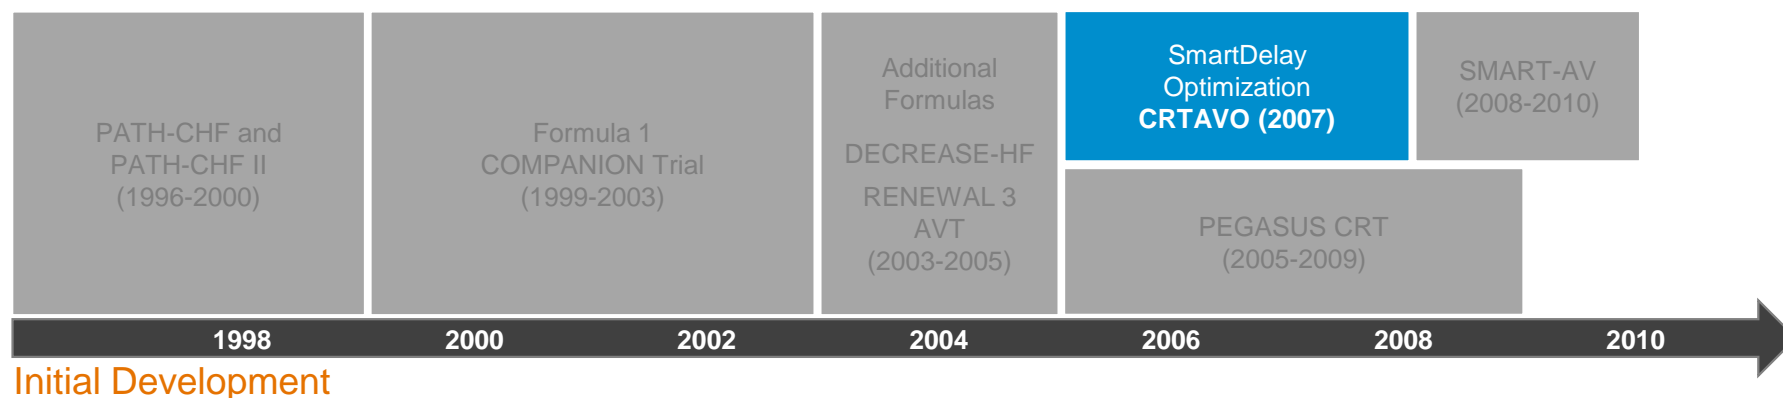 PATH-CHF and
PATH-CHF II
(1996-2000)
Formula 1
COMPANION Trial
(1999-2003)
Additional
Formulas
DECREASE-HF
RENEWAL 3
AVT
(2003-2005)
SmartDelay
Optimization
CRTAVO (2007)
SMART-AV
(2008-2010)
PEGASUS CRT
(2005-2009)
1998 2000 2002 2004 2006 2008 2010
Initial Development